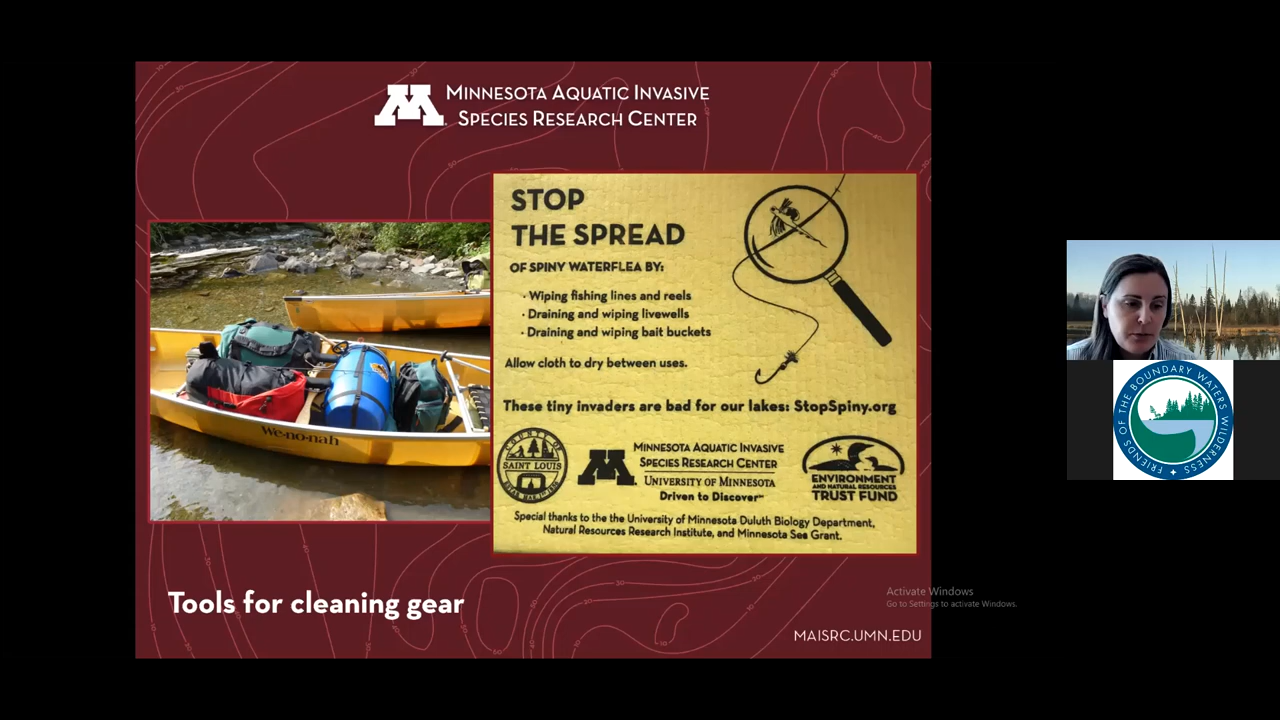 MINNESOTA AQUATIC INVASIVE
SPECIES RESEARCH CENTER
STOP
THE SPREAD
OF SPINY WATERFLEA BY:
· Wiping fishing lines and reels
· Draining and wiping livewells
· Draining and wiping bait buckets
Allow cloth to dry between uses.
These tiny invaders are bad for our lakes: StopSpiny.org
COUNTY OF
SAINT LOUIS
MINNESOTA AQUATIC INVASIVE
SPECIES RESEARCH CENTER
UNIVERSITY OF MINNESOTA
Driven to Discover℠
ENVIRONMENT
AND NATURAL RESOURCES
TRUST FUND
Special thanks to the the University of Minnesota Duluth Biology Department,
Natural Resources Research Institute, and Minnesota Sea Grant.
We-no-nah
Tools for cleaning gear
MAISRC.UMN.EDU
Activate Windows
Go to Settings to activate Windows.
FRIENDS OF THE BOUNDARY WATERS WILDERNESS